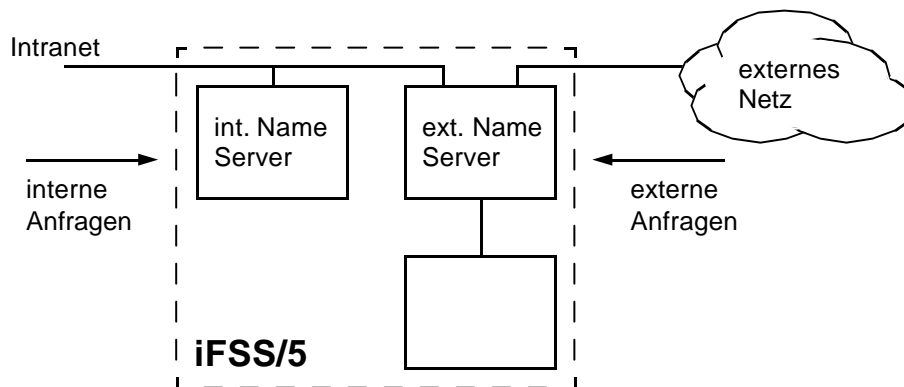 Intranet
externes
Netz
int. Name
Server
ext. Name
Server
interne
Anfragen
externe
Anfragen
iFSS/5